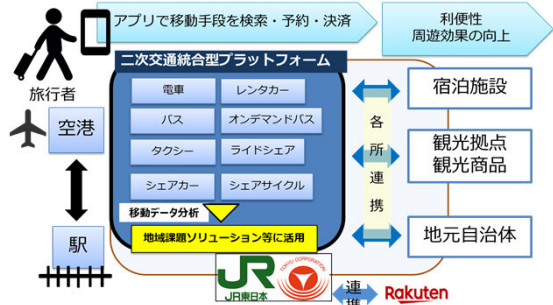 アプリで移動手段を検索・予約・決済
利便性
周遊効果の向上
旅行者
空港
駅
二次交通統合型プラットフォーム
電車
レンタカー
バス
オンデマンドバス
タクシー
ライドシェア
シェアカー
シェアサイクル
移動データ分析
地域課題ソリューション等に活用
各所連携
宿泊施設
観光拠点
観光商品
地元自治体
JR
JR東日本
TOKYU CORPORATION
連携
Rakuten